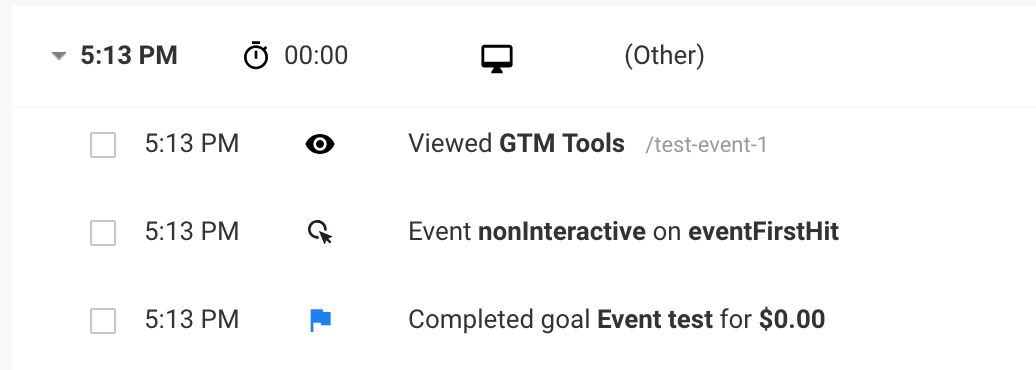 5:13 PM 00:00 (Other)
5:13 PM Viewed GTM Tools /test-event-1
5:13 PM Event nonInteractive on eventFirstHit
5:13 PM Completed goal Event test for $0.00